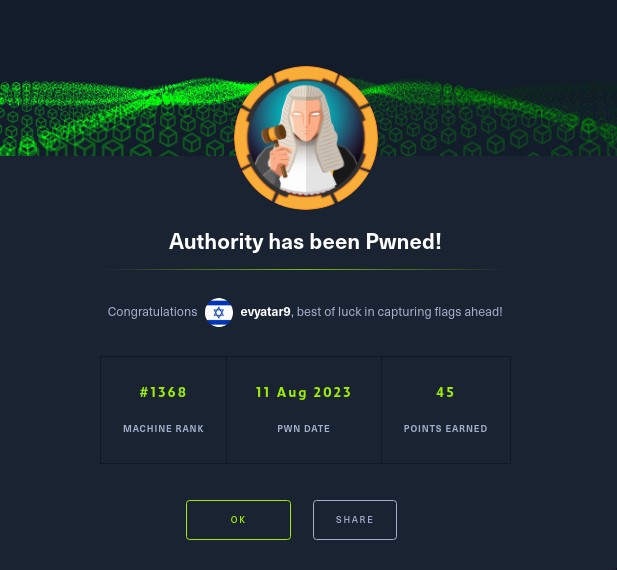 Authority has been Pwned!
Congratulations evyatar9, best of luck in capturing flags ahead!
#1368 11 Aug 2023 45
MACHINE RANK PWN DATE POINTS EARNED
OK SHARE